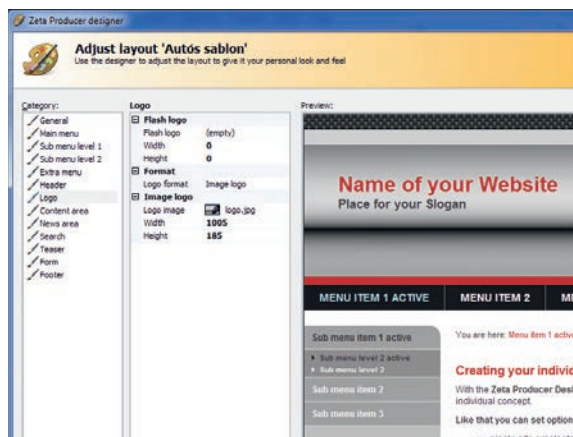 Zeta Producer designer
Adjust layout 'Autós sablon'
Use the designer to adjust the layout to give it your personal look and feel
Category:
General
Main menu
Sub menu level 1
Sub menu level 2
Extra menu
Header
Logo
Content area
News area
Search
Teaser
Form
Footer
Logo
Flash logo
Flash logo (empty)
Width 0
Height 0
Format
Logo format Image logo
Image logo
Logo image logo.jpg
Width 1005
Height 185
Preview:
Name of your Website
Place for your Slogan
MENU ITEM 1 ACTIVE MENU ITEM 2
Sub menu item 1 active
Sub menu level 2 active
Sub menu level 2
Sub menu item 2
Sub menu item 3
You are here: Menu item 1 active
Creating your individ
With the Zeta Producer Desi
individual concept.
Like that you can set option